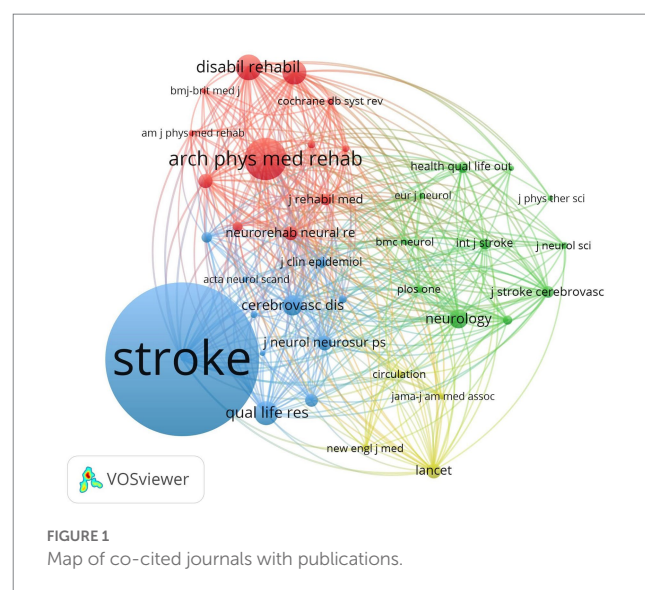 disabil rehabil
bmj-brit med j
cochrane db syst rev
am j phys med rehab
arch phys med rehab
health qual life out
j rehabil med
eur j neurol
j phys ther sci
neurorehab neural re
bmc neurol
int j stroke
j neurol sci
j clin epidemiol
acta neurol scand
plos one
j stroke cerebrovasc
cerebrovasc dis
neurology
j neurol neurosur ps
stroke
circulation
jama-j am med assoc
qual life res
new engl j med
lancet
VOSviewer
FIGURE 1
Map of co-cited journals with publications.